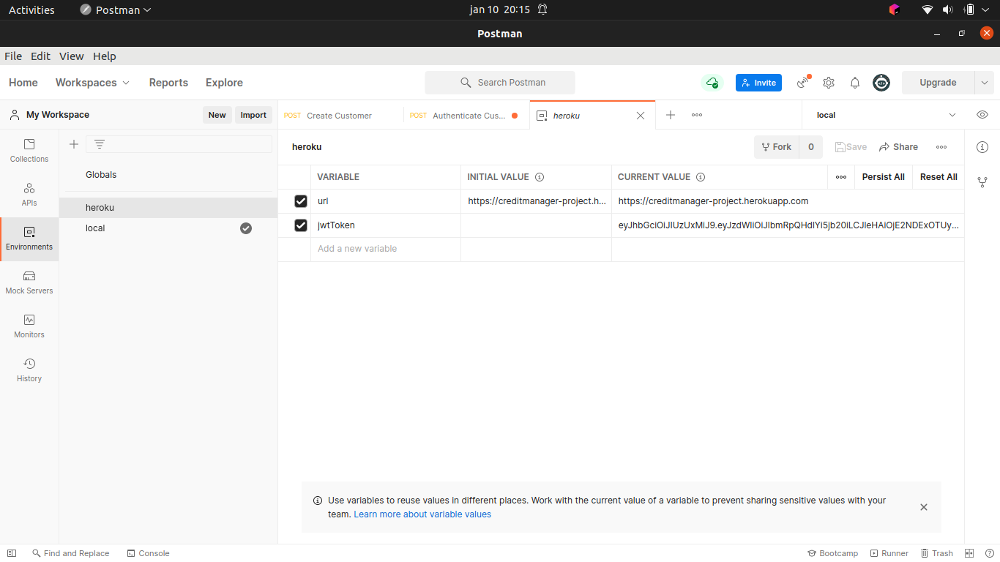 Activities Postman jan 10 20:15
Postman
File Edit View Help
Home Workspaces Reports Explore Search Postman Invite Upgrade
My Workspace New Import POST Create Customer POST Authenticate Cus... heroku local
Collections
APIs
Environments
Mock Servers
Monitors
History
Globals
heroku
local
heroku Fork 0 Save Share
VARIABLE INITIAL VALUE CURRENT VALUE Persist All Reset All
url https://creditmanager-project.h... https://creditmanager-project.herokuapp.com
jwtToken eyJhbGciOiJIUzUxMiJ9.eyJzdWIiOiJlbmRpQHdlYi5jb20iLCJleHAiOjE2NDExOTUy...
Add a new variable
Use variables to reuse values in different places. Work with the current value of a variable to prevent sharing sensitive values with your
team. Learn more about variable values
Find and Replace Console Bootcamp Runner Trash